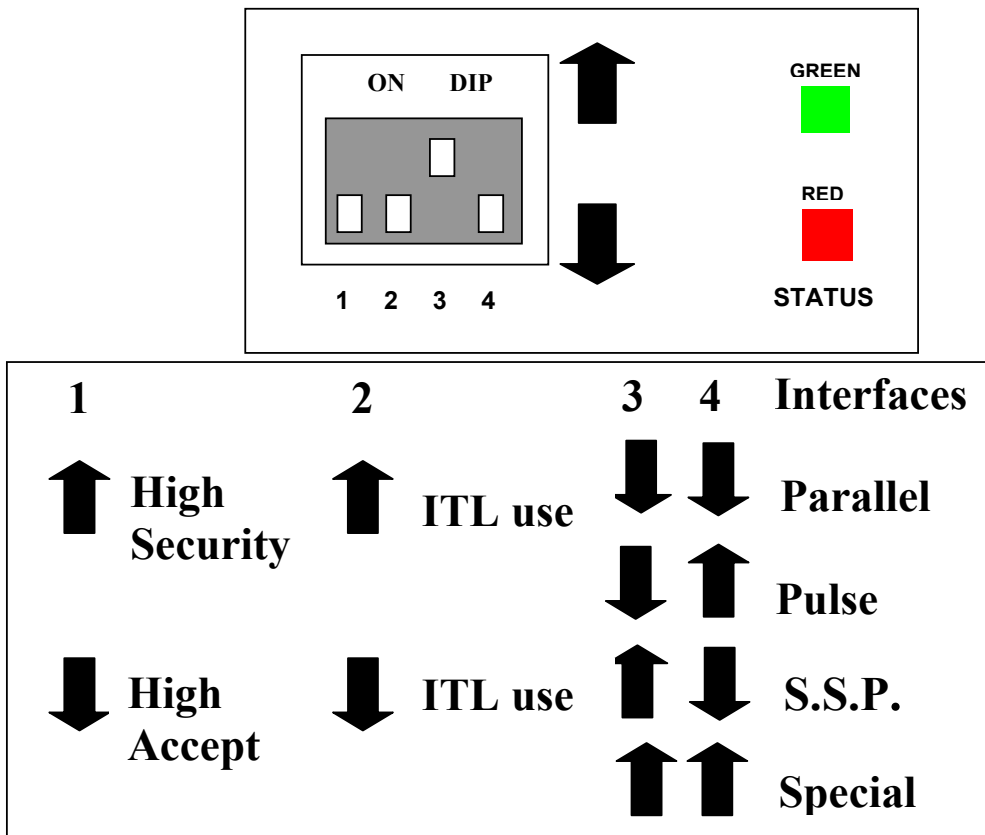 ON DIP
GREEN
RED
1 2 3 4
STATUS
1 2 3 4 Interfaces
High
Security
ITL use
Parallel
Pulse
High
Accept
ITL use
S.S.P.
Special